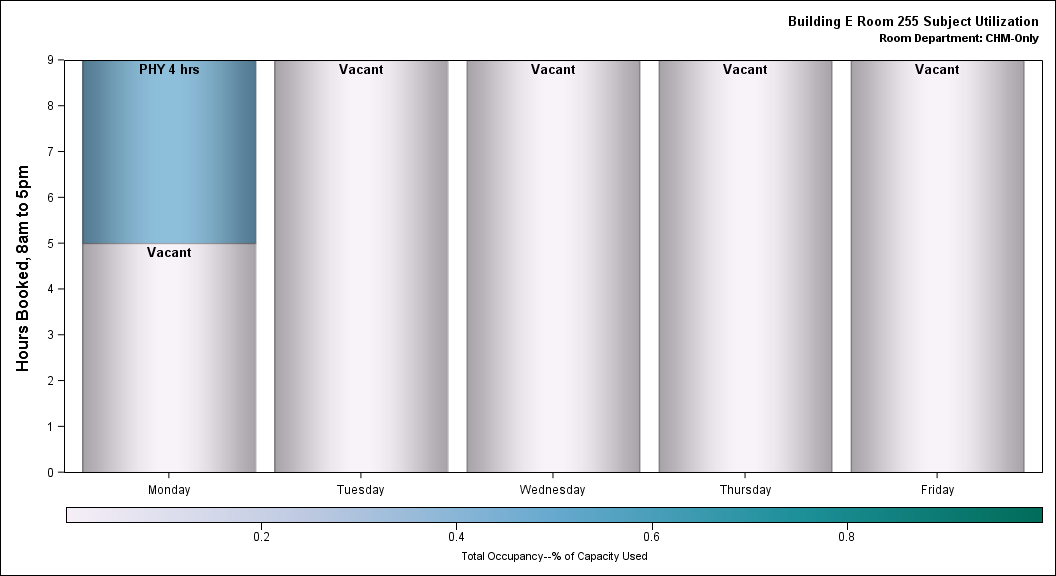 Building E Room 255 Subject Utilization
Room Department: CHM-Only
Hours Booked, 8am to 5pm
9
8
7
6
5
4
3
2
1
0
PHY 4 hrs
Vacant
Vacant
Vacant
Vacant
Vacant
Monday
Tuesday
Wednesday
Thursday
Friday
0.2
0.4
0.6
0.8
Total Occupancy--% of Capacity Used